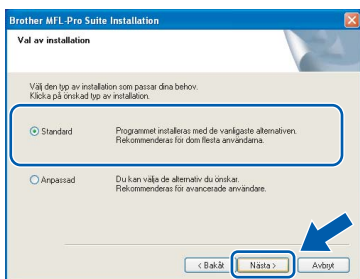 Brother MFL-Pro Suite Installation
Val av installation
Välj den typ av installation som passar dina behov.
Klicka på önskad typ av installation.
Standard
Programmet installeras med de vanligaste alternativen.
Rekommenderas för dom flesta användarna.
Anpassad
Du kan välja de alternativ du önskar.
Rekommenderas för avancerade användare.
< Bakåt
Nästa >
Avbryt